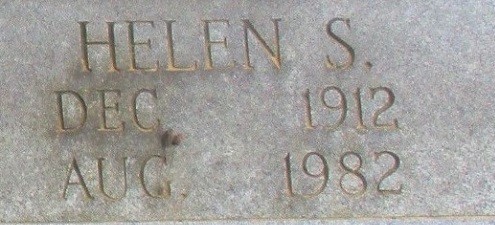 HELEN S.
DEC. 1912
AUG. 1982